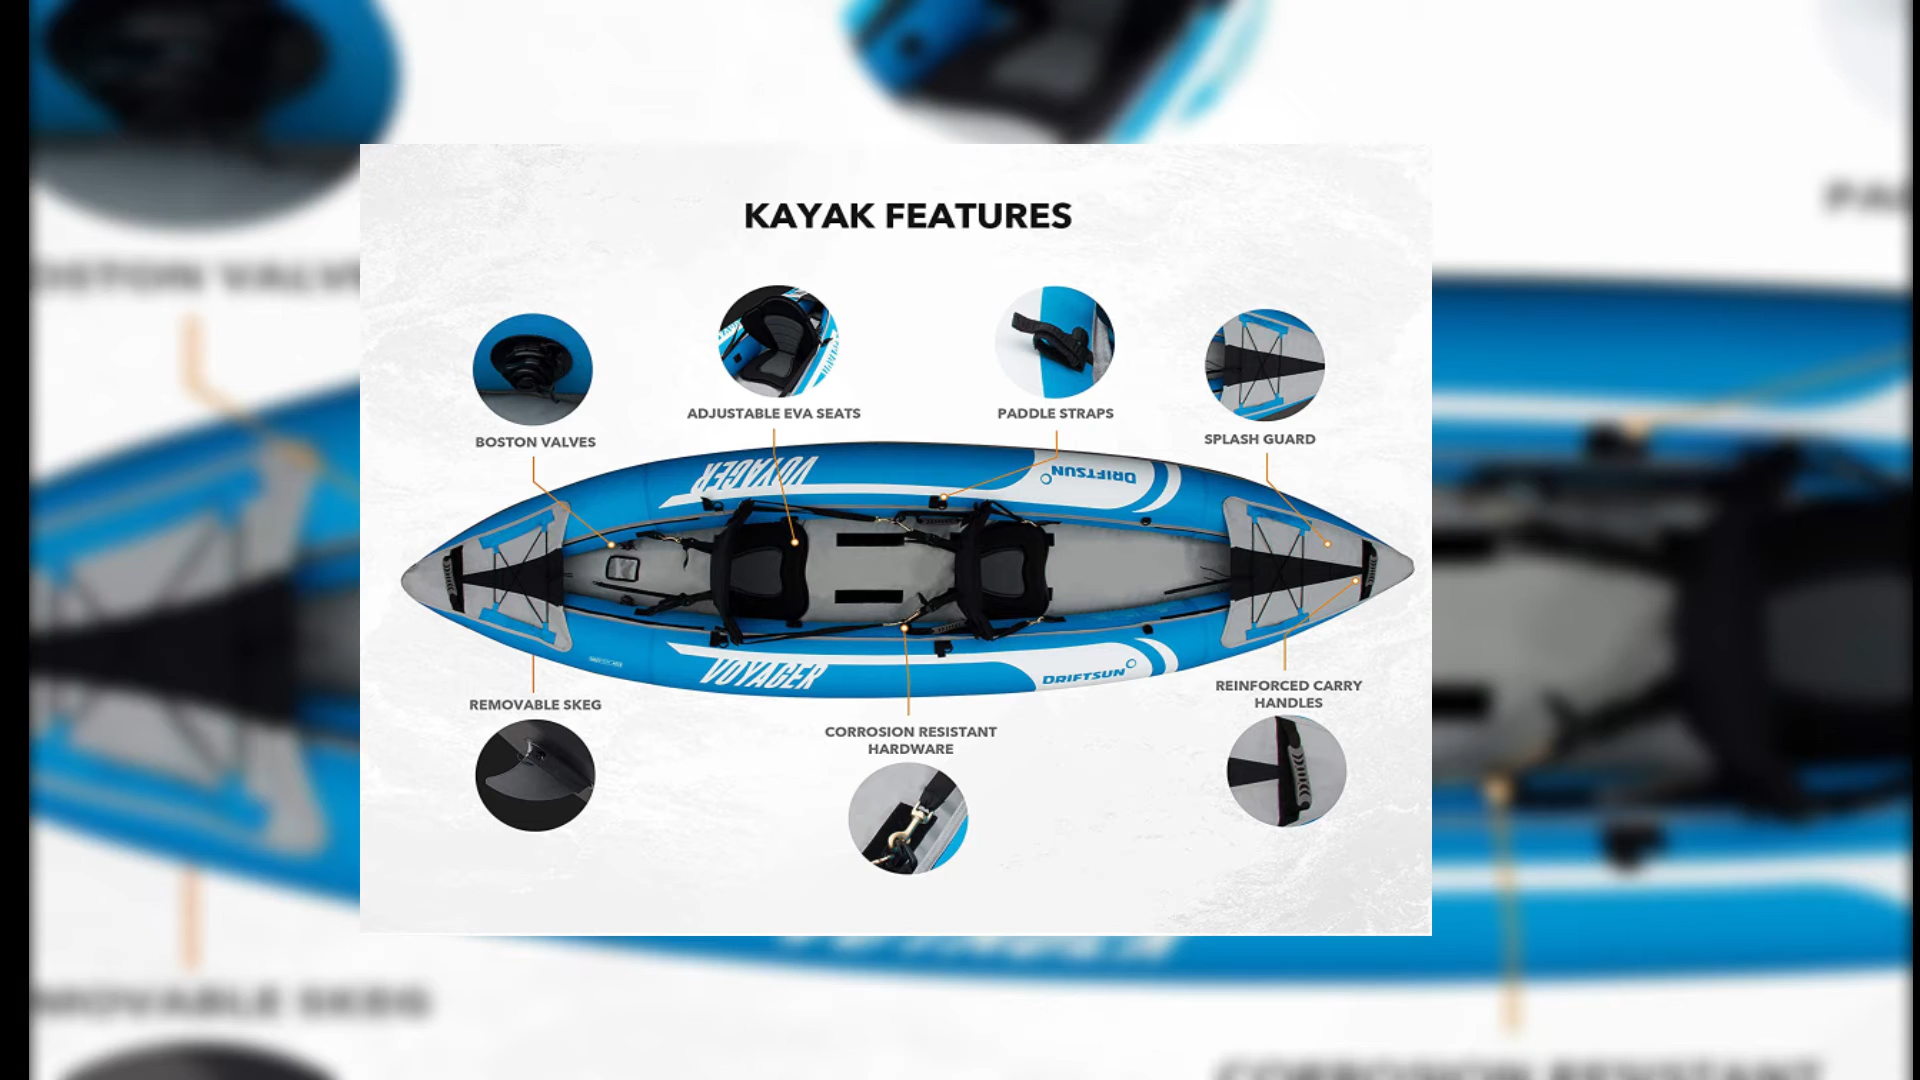 KAYAK FEATURES
ADJUSTABLE EVA SEATS
PADDLE STRAPS
BOSTON VALVES
SPLASH GUARD
VOYAGER
DRIFTSUN
VOYAGER
DRIFTSUN
REMOVABLE SKEG
REINFORCED CARRY
HANDLES
CORROSION RESISTANT
HARDWARE